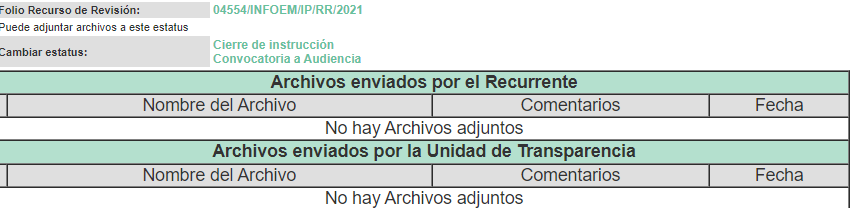 Folio Recurso de Revisión: 04554/INFOEM/IP/RR/2021
Puede adjuntar archivos a este estatus
Cambiar estatus: Cierre de instrucción
Convocatoria a Audiencia
Archivos enviados por el Recurrente
Nombre del Archivo Comentarios Fecha
No hay Archivos adjuntos
Archivos enviados por la Unidad de Transparencia
Nombre del Archivo Comentarios Fecha
No hay Archivos adjuntos